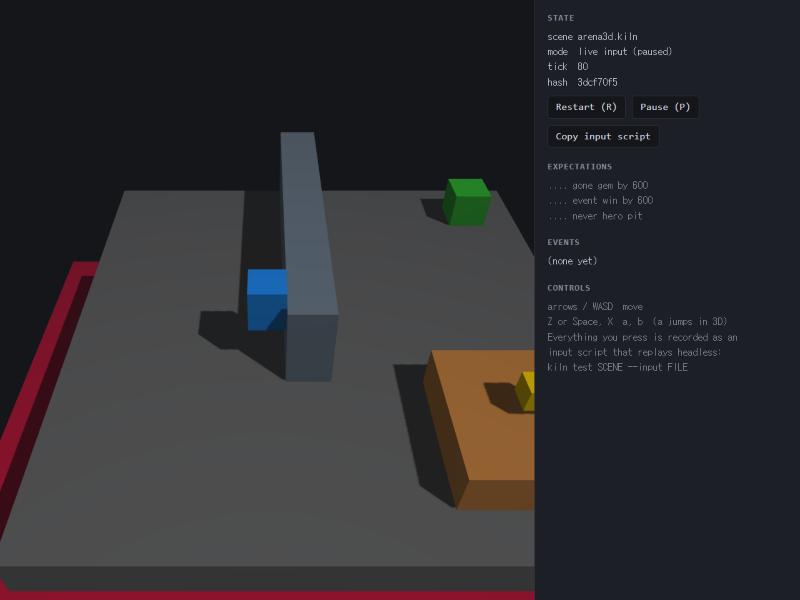 STATE
scene arena3d.kiln
mode live input (paused)
tick 80
hash 3dcf70f5
Restart (R) Pause (P)
Copy input script
EXPECTATIONS
.... gone gem by 600
.... event win by 600
.... never hero pit
EVENTS
(none yet)
CONTROLS
arrows / WASD move
Z or Space, X a, b (a jumps in 3D)
Everything you press is recorded as an
input script that replays headless:
kiln test SCENE --input FILE